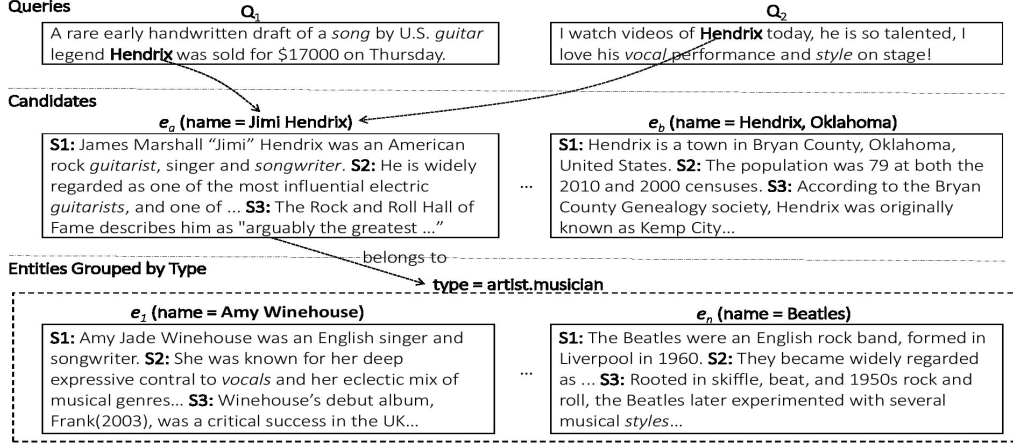 Queries
Q1
A rare early handwritten draft of a song by U.S. guitar
legend Hendrix was sold for $17000 on Thursday.
Q2
I watch videos of Hendrix today, he is so talented, I
love his vocal performance and style on stage!
Candidates
ea (name = Jimi Hendrix)
S1: James Marshall “Jimi” Hendrix was an American
rock guitarist, singer and songwriter. S2: He is widely
regarded as one of the most influential electric
guitarists, and one of ... S3: The Rock and Roll Hall of
Fame describes him as "arguably the greatest ...”
...
eb (name = Hendrix, Oklahoma)
S1: Hendrix is a town in Bryan County, Oklahoma,
United States. S2: The population was 79 at both the
2010 and 2000 censuses. S3: According to the Bryan
County Genealogy society, Hendrix was originally
known as Kemp City...
belongs to
Entities Grouped by Type
type = artist.musician
e1 (name = Amy Winehouse)
S1: Amy Jade Winehouse was an English singer and
songwriter. S2: She was known for her deep
expressive contral to vocals and her eclectic mix of
musical genres... S3: Winehouse’s debut album,
Frank(2003), was a critical success in the UK...
...
en (name = Beatles)
S1: The Beatles were an English rock band, formed in
Liverpool in 1960. S2: They became widely regarded
as ... S3: Rooted in skiffle, beat, and 1950s rock and
roll, the Beatles later experimented with several
musical styles...